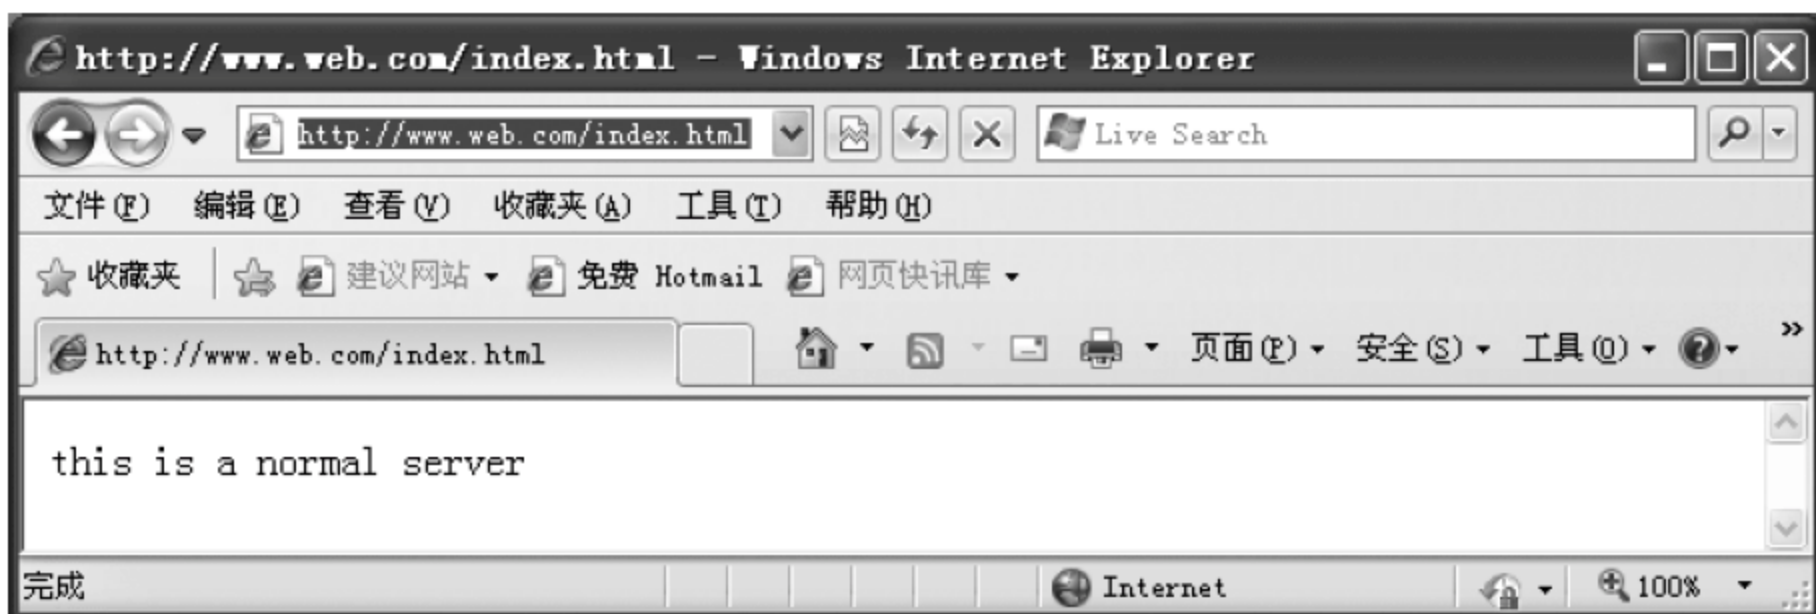 http://www.web.com/index.html - Windows Internet Explorer
http://www.web.com/index.html Live Search
文件(F) 编辑(E) 查看(V) 收藏夹(A) 工具(T) 帮助(H)
收藏夹 建议网站 免费 Hotmail 网页快讯库
http://www.web.com/index.html 页面(P) 安全(S) 工具(O) »
this is a normal server
完成 Internet 100%